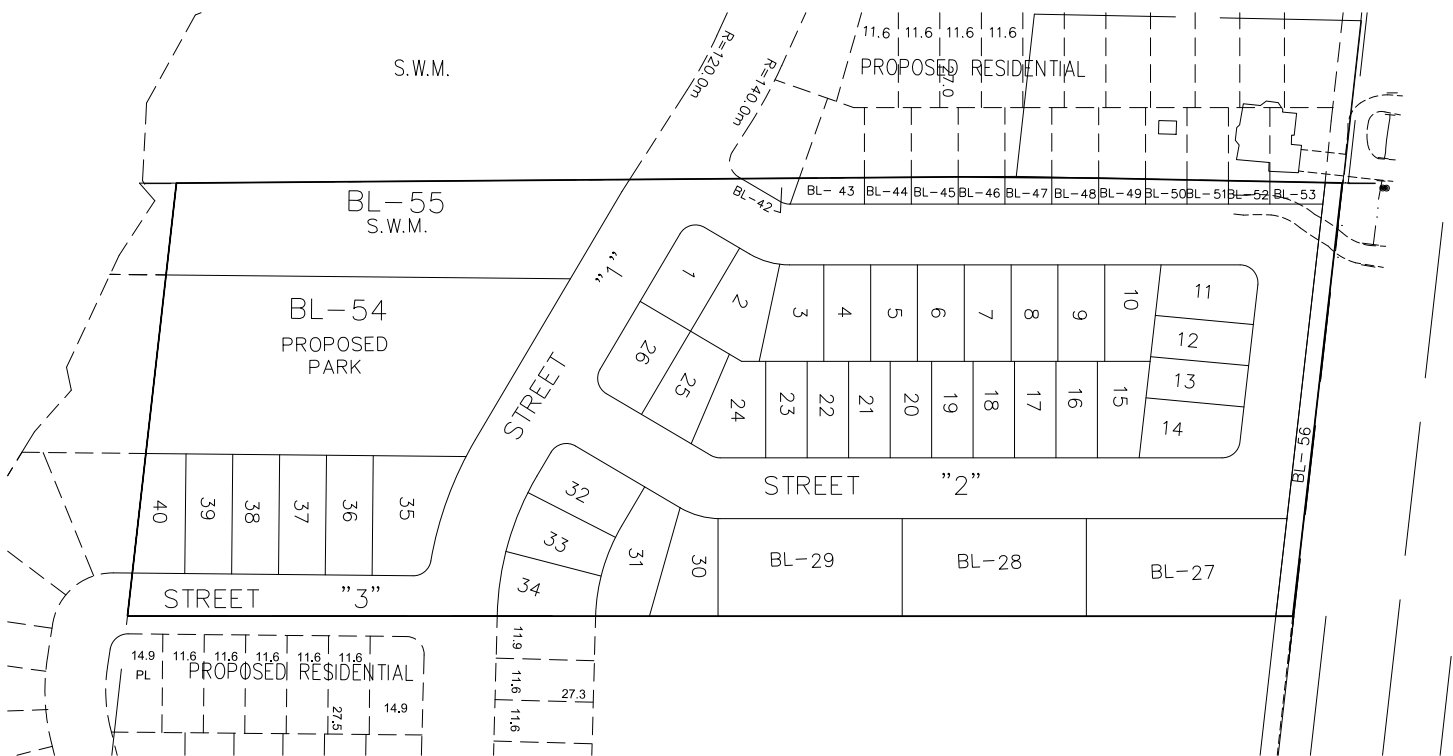 S.W.M.
R=120.0m
R=140.0m
11.6 11.6 11.6 11.6
27.0
PROPOSED RESIDENTIAL
BL-55
S.W.M.
BL-42
BL- 43 BL-44 BL-45 BL-46 BL-47 BL-48 BL-49 BL-50 BL-51 BL-52 BL-53
STREET "1"
BL-54
PROPOSED
PARK
1 2 3 4 5 6 7 8 9 10 11
12
13
14
26 25 24 23 22 21 20 19 18 17 16 15
STREET "2"
BL- 56
40 39 38 37 36 35
32
33
34
31 30
BL-29 BL-28 BL-27
STREET "3"
14.9 11.6 11.6 11.6 11.6 11.6
PL
PROPOSED RESIDENTIAL
27.5
14.9
11.9
11.6
27.3
11.6